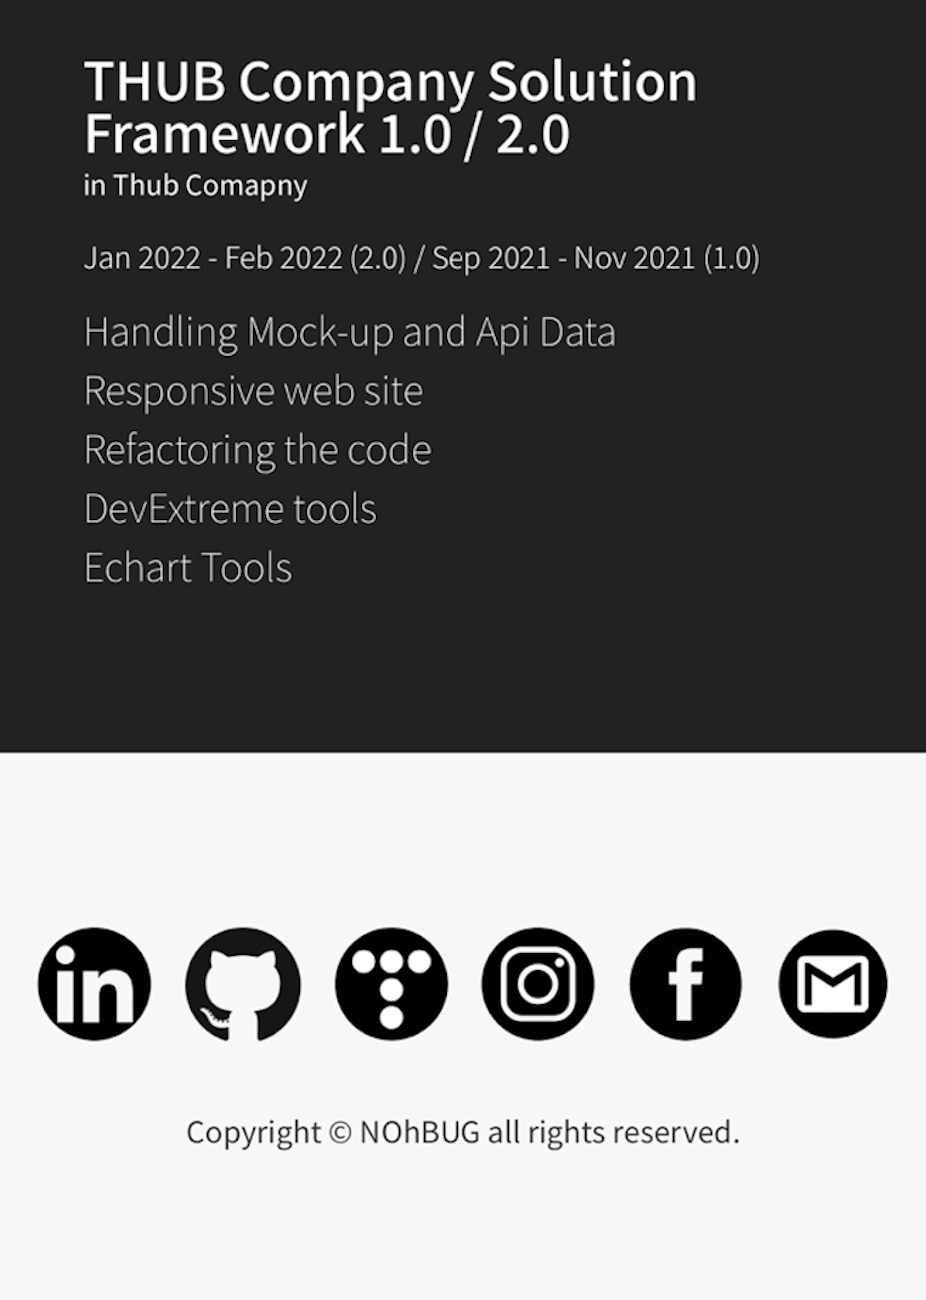 THUB Company Solution
Framework 1.0 / 2.0
in Thub Comapny
Jan 2022 - Feb 2022 (2.0) / Sep 2021 - Nov 2021 (1.0)
Handling Mock-up and Api Data
Responsive web site
Refactoring the code
DevExtreme tools
Echart Tools
in
f
Copyright © NOhBUG all rights reserved.